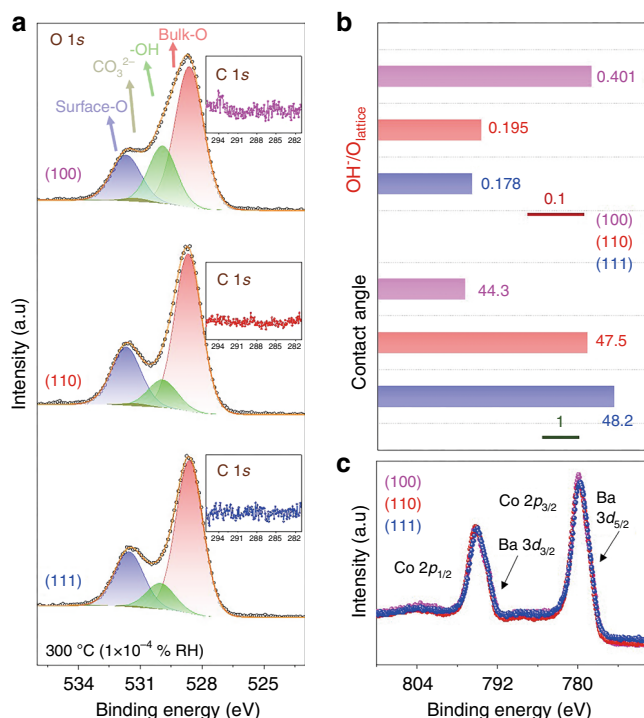 a
O 1s
-OH
Bulk-O
CO₃²⁻
Surface-O
C 1s
294 291 288 285 282
(100)
C 1s
294 291 288 285 282
(110)
C 1s
294 291 288 285 282
(111)
300 °C (1×10⁻⁴ % RH)
534 531 528 525
Binding energy (eV)
Intensity (a.u)
b
OH⁻/O_lattice
0.401
0.195
0.178
0.1
(100)
(110)
(111)
Contact angle
44.3
47.5
48.2
1
c
(100)
(110)
(111)
Co 2p₃/₂
Ba
3d₅/₂
Co 2p₁/₂
Ba 3d₃/₂
Intensity (a.u)
804 792 780
Binding energy (eV)